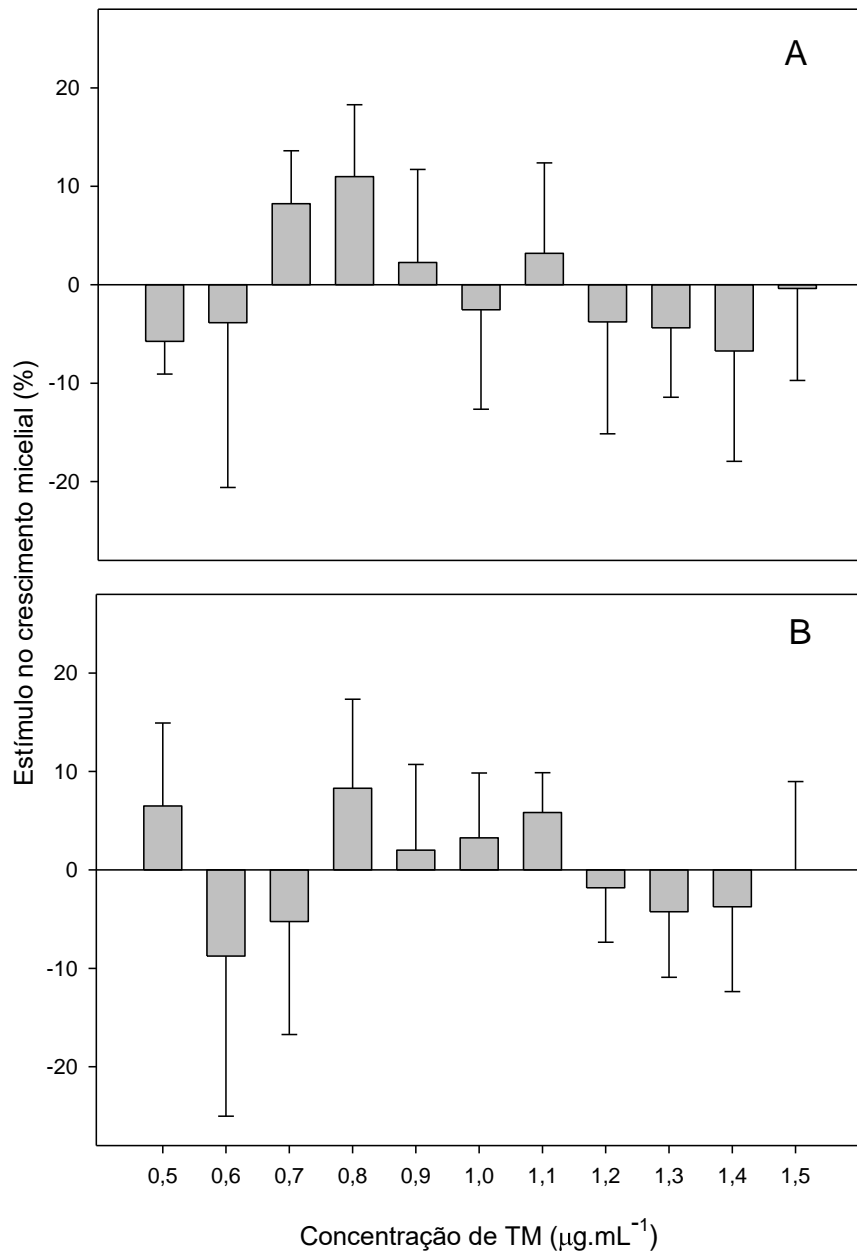 A
20
10
0
-10
-20
Estímulo no crescimento micelial (%)
B
20
10
0
-10
-20
0,5 0,6 0,7 0,8 0,9 1,0 1,1 1,2 1,3 1,4 1,5
Concentração de TM (μg.mL⁻¹)